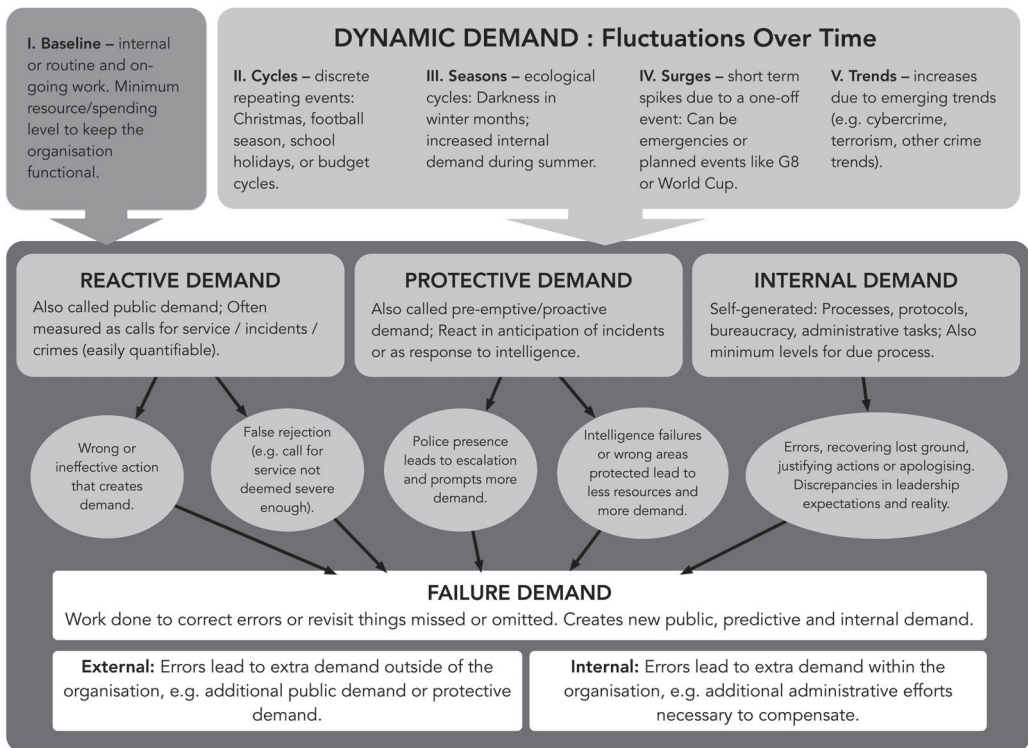 I. Baseline – internal
or routine and on-
going work. Minimum
resource/spending
level to keep the
organisation
functional.
DYNAMIC DEMAND : Fluctuations Over Time
II. Cycles – discrete
repeating events:
Christmas, football
season, school
holidays, or budget
cycles.
III. Seasons – ecological
cycles: Darkness in
winter months;
increased internal
demand during summer.
IV. Surges – short term
spikes due to a one-off
event: Can be
emergencies or
planned events like G8
or World Cup.
V. Trends – increases
due to emerging trends
(e.g. cybercrime,
terrorism, other crime
trends).
REACTIVE DEMAND
Also called public demand; Often
measured as calls for service / incidents /
crimes (easily quantifiable).
PROTECTIVE DEMAND
Also called pre-emptive/proactive
demand; React in anticipation of incidents
or as response to intelligence.
INTERNAL DEMAND
Self-generated: Processes, protocols,
bureaucracy, administrative tasks; Also
minimum levels for due process.
Wrong or
ineffective action
that creates
demand.
False rejection
(e.g. call for
service not
deemed severe
enough).
Police presence
leads to escalation
and prompts more
demand.
Intelligence failures
or wrong areas
protected lead to
less resources and
more demand.
Errors, recovering lost ground,
justifying actions or apologising.
Discrepancies in leadership
expectations and reality.
FAILURE DEMAND
Work done to correct errors or revisit things missed or omitted. Creates new public, predictive and internal demand.
External: Errors lead to extra demand outside of the
organisation, e.g. additional public demand or protective
demand.
Internal: Errors lead to extra demand within the
organisation, e.g. additional administrative efforts
necessary to compensate.